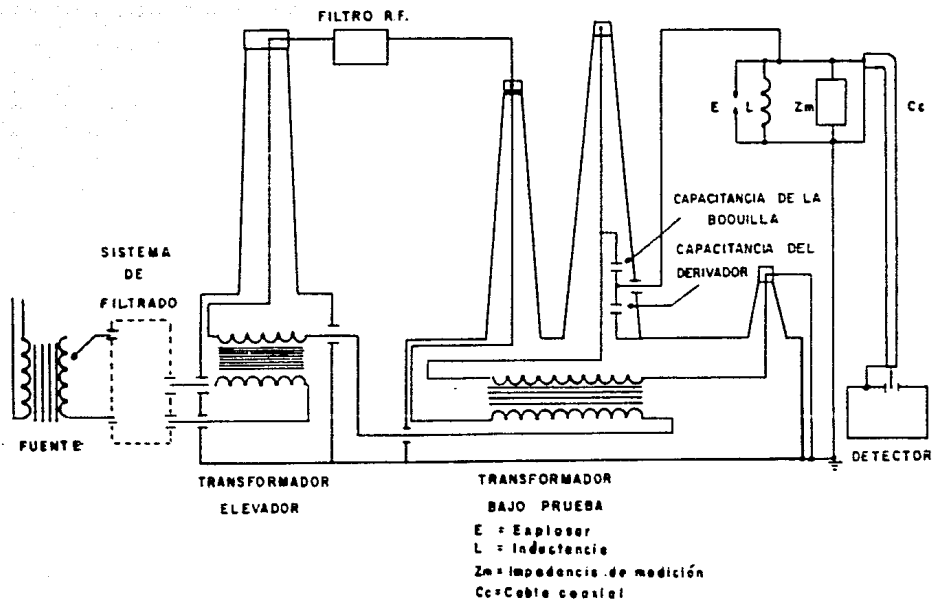 FILTRO R.F.
E
L
Zm
Cc
CAPACITANCIA DE LA
BOQUILLA
CAPACITANCIA DEL
DERIVADOR
SISTEMA
DE
FILTRADO
FUENTE
TRANSFORMADOR
ELEVADOR
TRANSFORMADOR
BAJO PRUEBA
DETECTOR
E = Explosor
L = Inductancia
Zm = Impedancia de medición
Cc = Cable coaxial